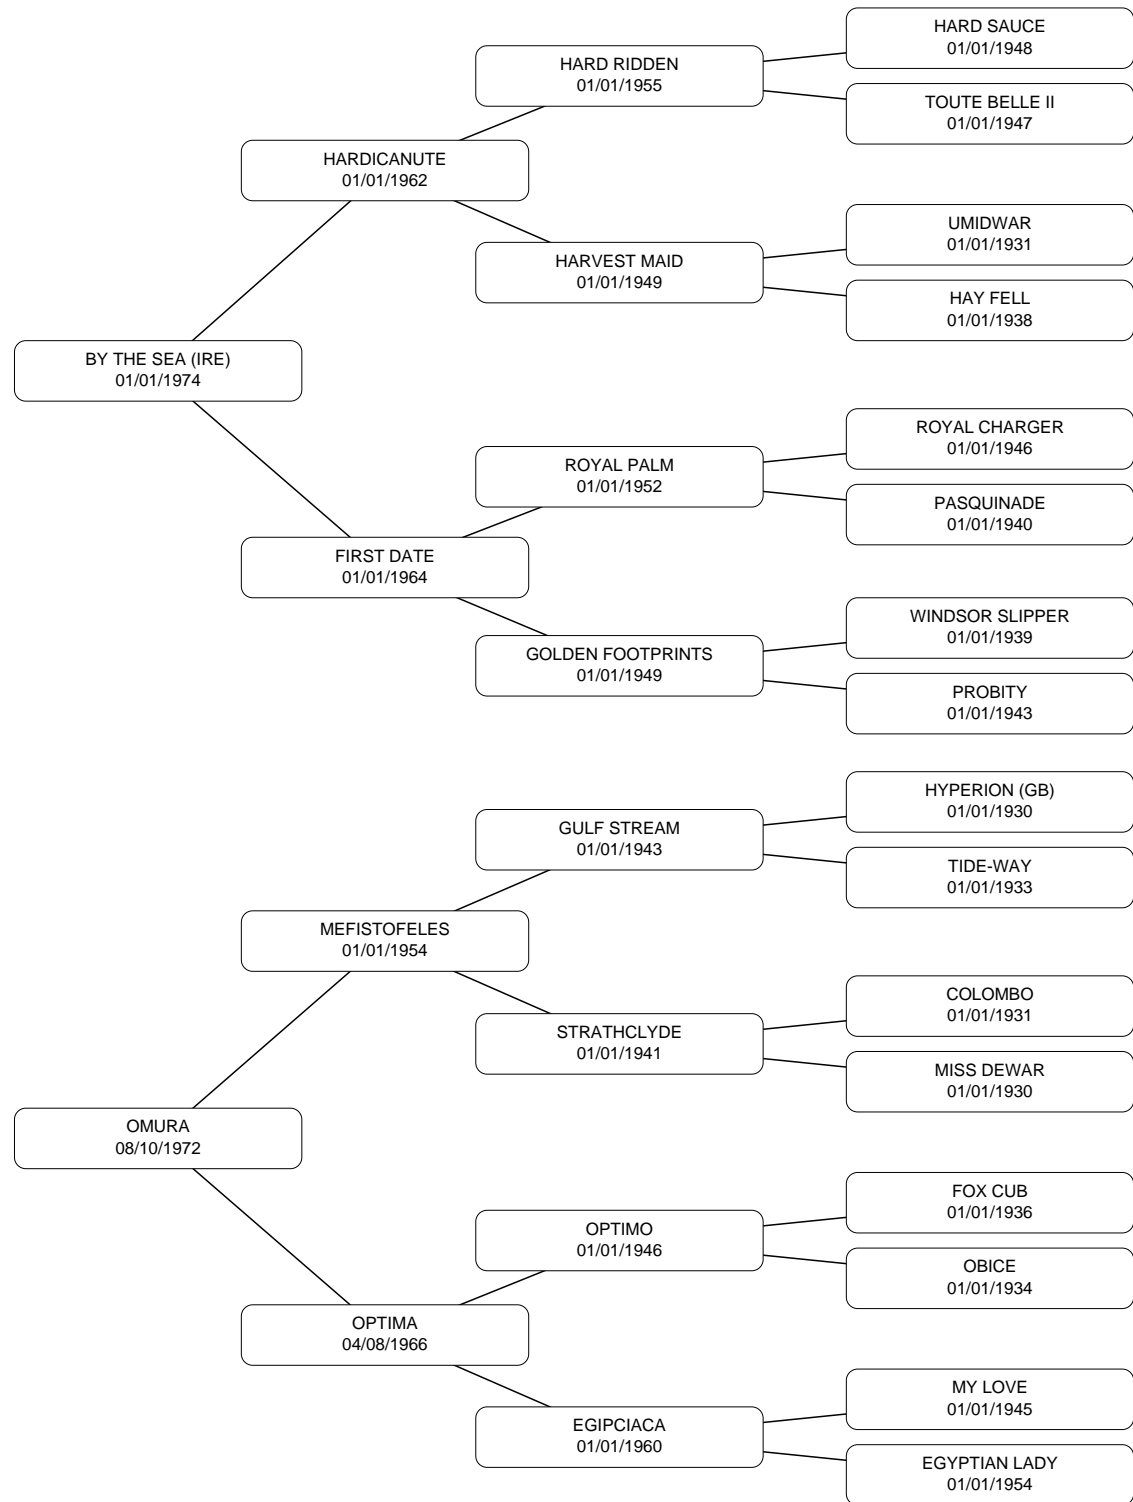 HARD SAUCE
01/01/1948
HARD RIDDEN
01/01/1955
TOUTE BELLE II
01/01/1947
HARDICANUTE
01/01/1962
UMIDWAR
01/01/1931
HARVEST MAID
01/01/1949
HAY FELL
01/01/1938
BY THE SEA (IRE)
01/01/1974
ROYAL CHARGER
01/01/1946
ROYAL PALM
01/01/1952
PASQUINADE
01/01/1940
FIRST DATE
01/01/1964
WINDSOR SLIPPER
01/01/1939
GOLDEN FOOTPRINTS
01/01/1949
PROBITY
01/01/1943
HYPERION (GB)
01/01/1930
GULF STREAM
01/01/1943
TIDE-WAY
01/01/1933
MEFISTOFELES
01/01/1954
COLOMBO
01/01/1931
STRATHCLYDE
01/01/1941
MISS DEWAR
01/01/1930
OMURA
08/10/1972
FOX CUB
01/01/1936
OPTIMO
01/01/1946
OBICE
01/01/1934
OPTIMA
04/08/1966
MY LOVE
01/01/1945
EGIPCIACA
01/01/1960
EGYPTIAN LADY
01/01/1954